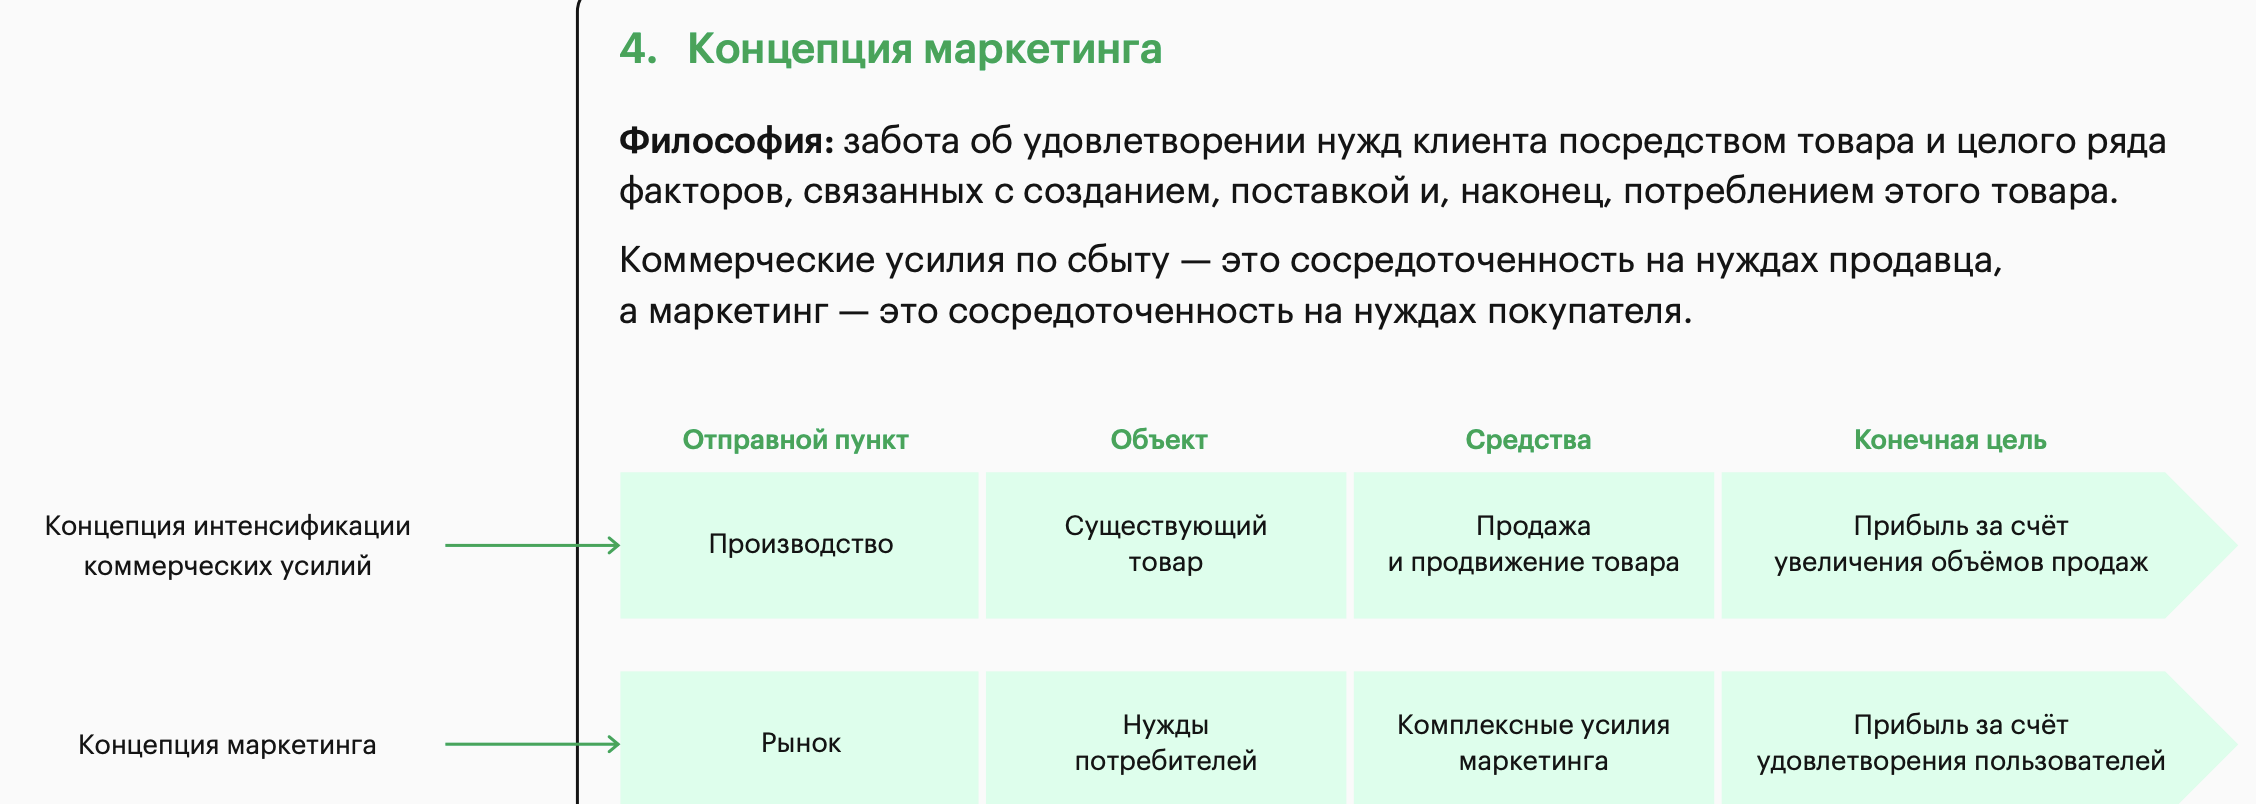 4. Концепция маркетинга
Философия: забота об удовлетворении нужд клиента посредством товара и целого ряда
факторов, связанных с созданием, поставкой и, наконец, потреблением этого товара.
Коммерческие усилия по сбыту — это сосредоточенность на нуждах продавца,
а маркетинг — это сосредоточенность на нуждах покупателя.
Отправной пункт
Объект
Средства
Конечная цель
Концепция интенсификации
коммерческих усилий
Производство
Существующий
товар
Продажа
и продвижение товара
Прибыль за счёт
увеличения объёмов продаж
Концепция маркетинга
Рынок
Нужды
потребителей
Комплексные усилия
маркетинга
Прибыль за счёт
удовлетворения пользователей